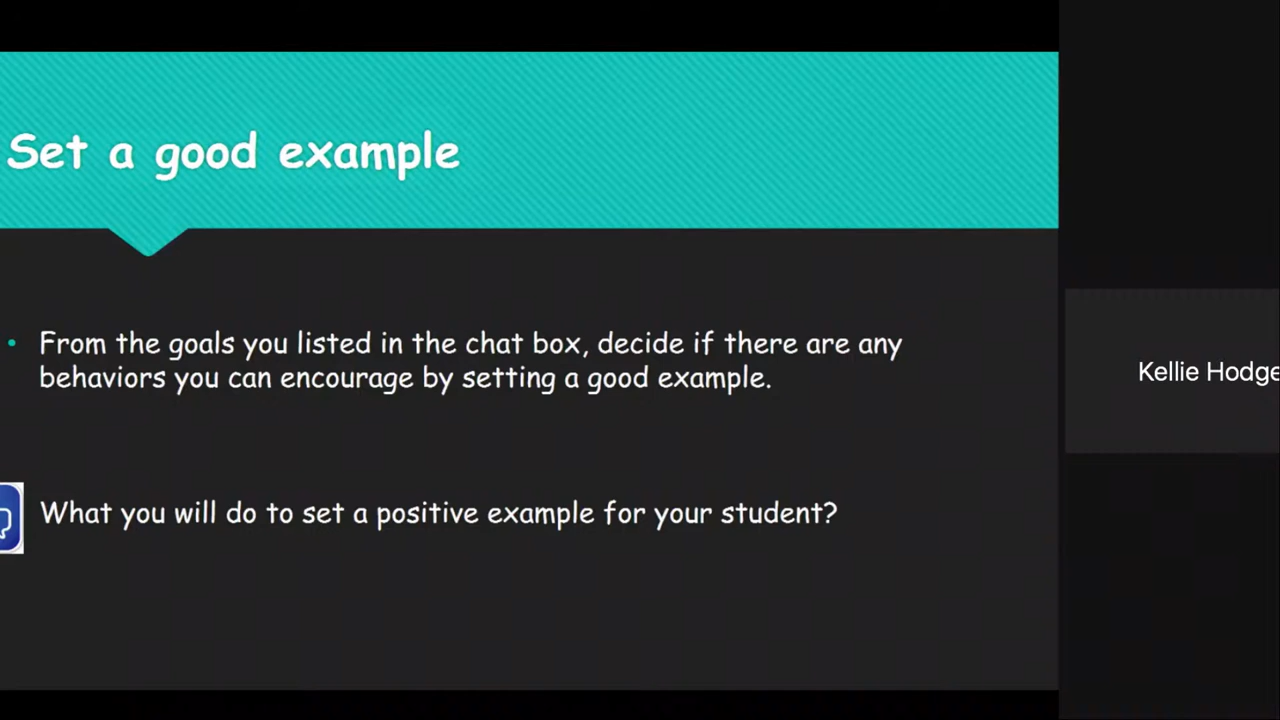 Set a good example
• From the goals you listed in the chat box, decide if there are any
behaviors you can encourage by setting a good example.
Kellie Hodge
What you will do to set a positive example for your student?